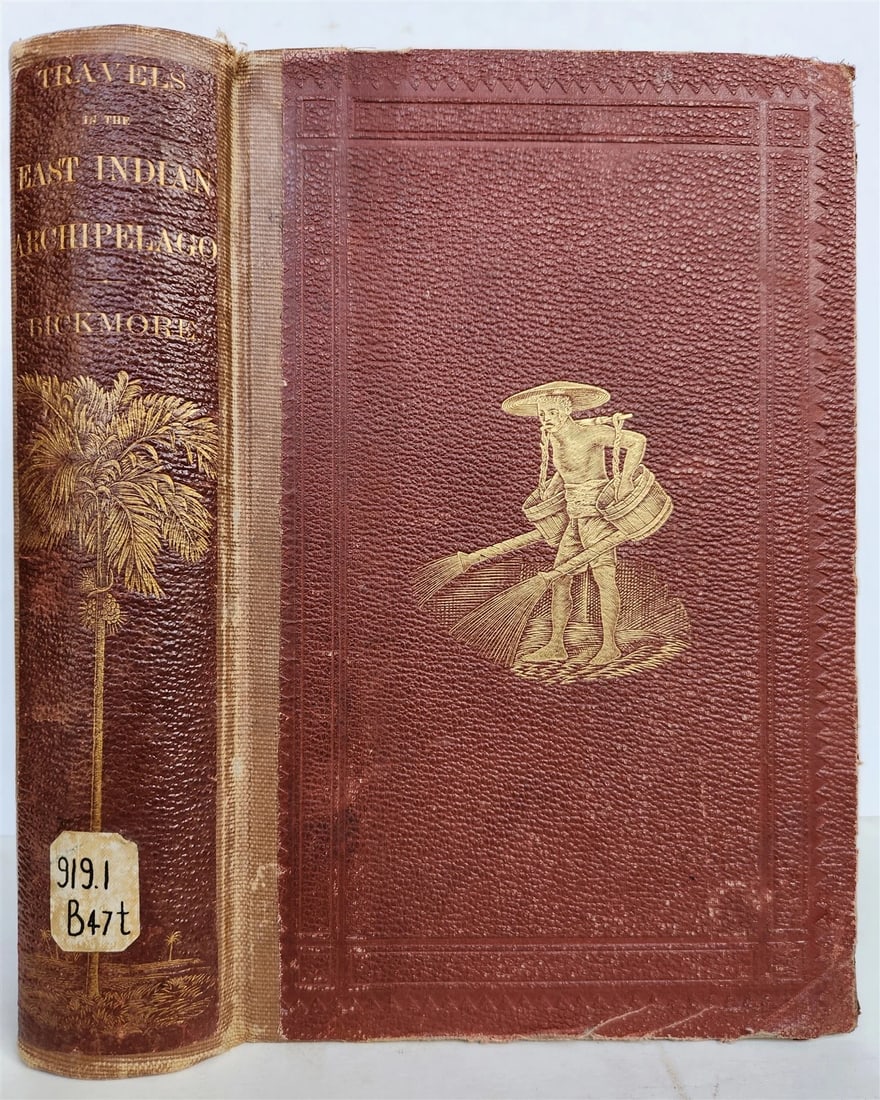 TRAVELS
IN THE
EAST INDIAN
ARCHIPELAGO
BICKMORE
919.1
B47t